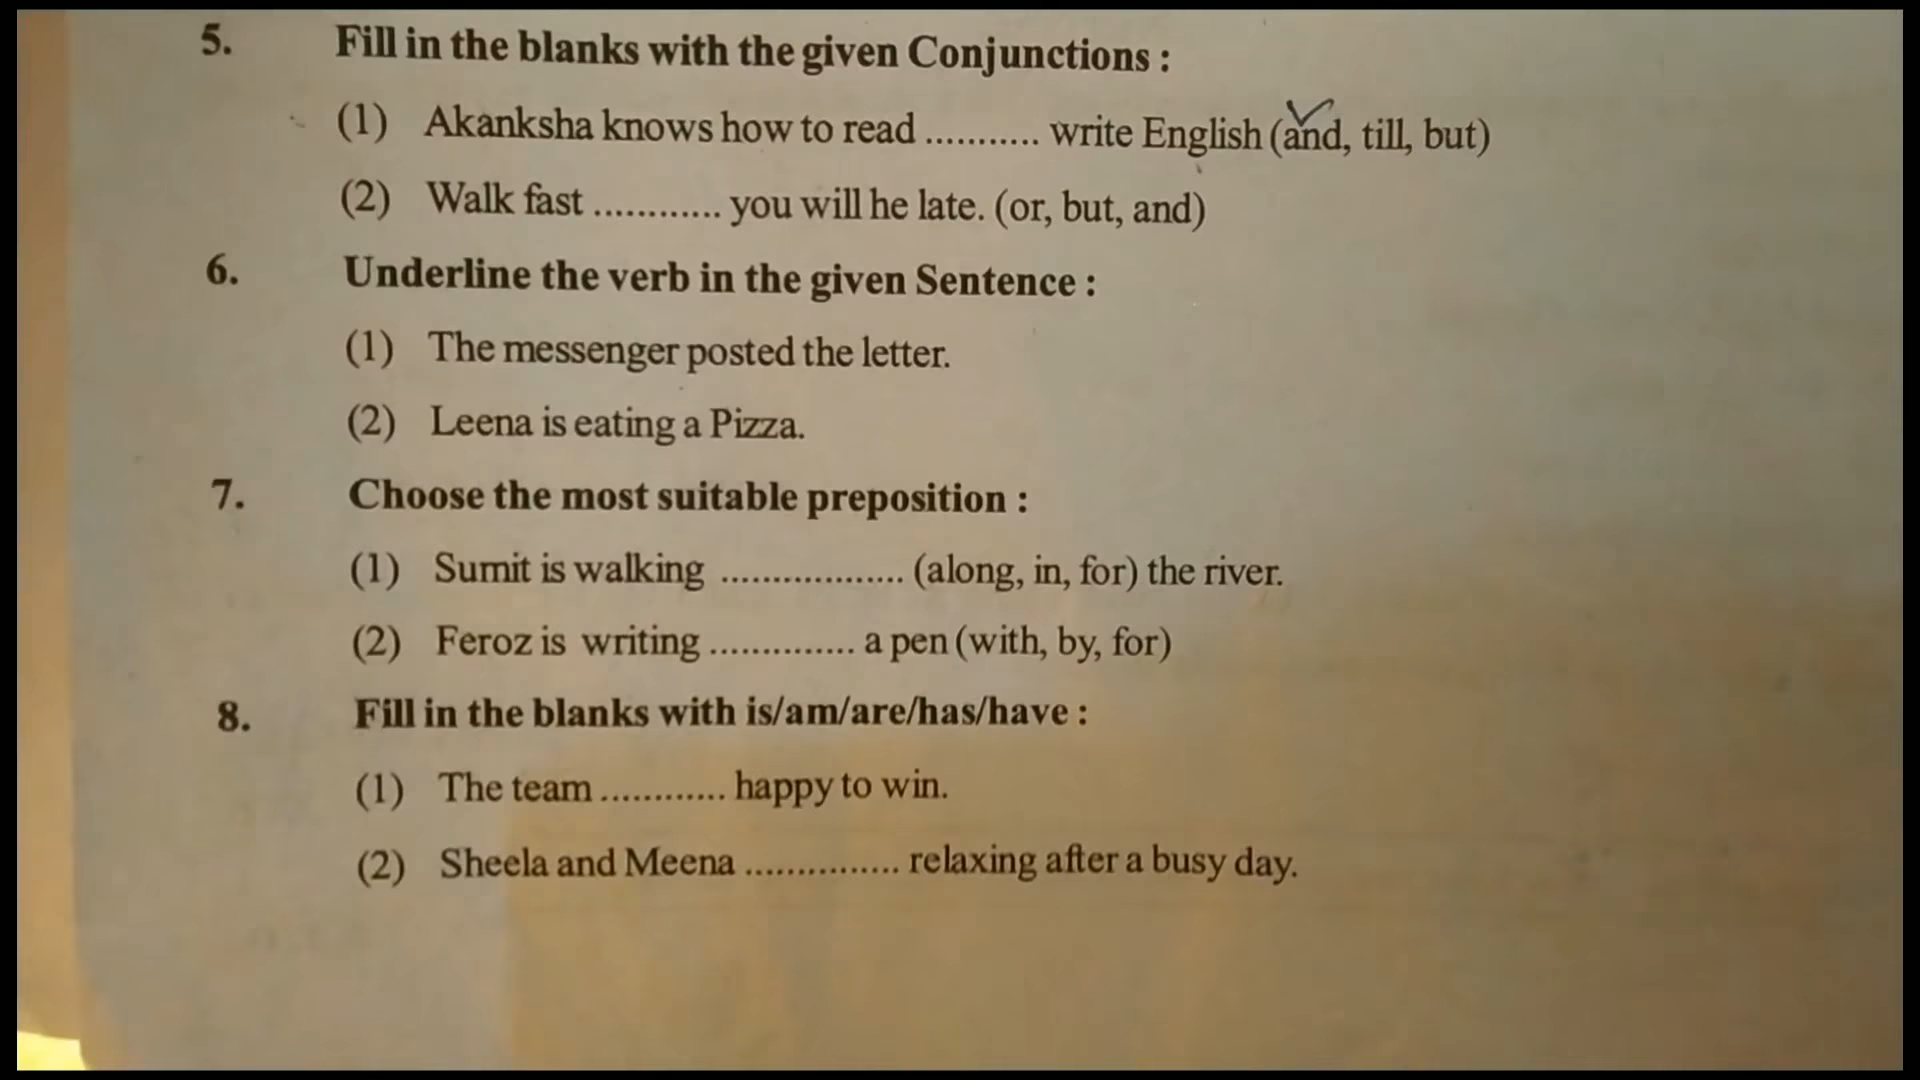 5. Fill in the blanks with the given Conjunctions :
(1) Akanksha knows how to read ........... write English (and, till, but)
(2) Walk fast ............ you will he late. (or, but, and)
6. Underline the verb in the given Sentence :
(1) The messenger posted the letter.
(2) Leena is eating a Pizza.
7. Choose the most suitable preposition :
(1) Sumit is walking .................. (along, in, for) the river.
(2) Feroz is writing .............. a pen (with, by, for)
8. Fill in the blanks with is/am/are/has/have :
(1) The team ............ happy to win.
(2) Sheela and Meena ............... relaxing after a busy day.